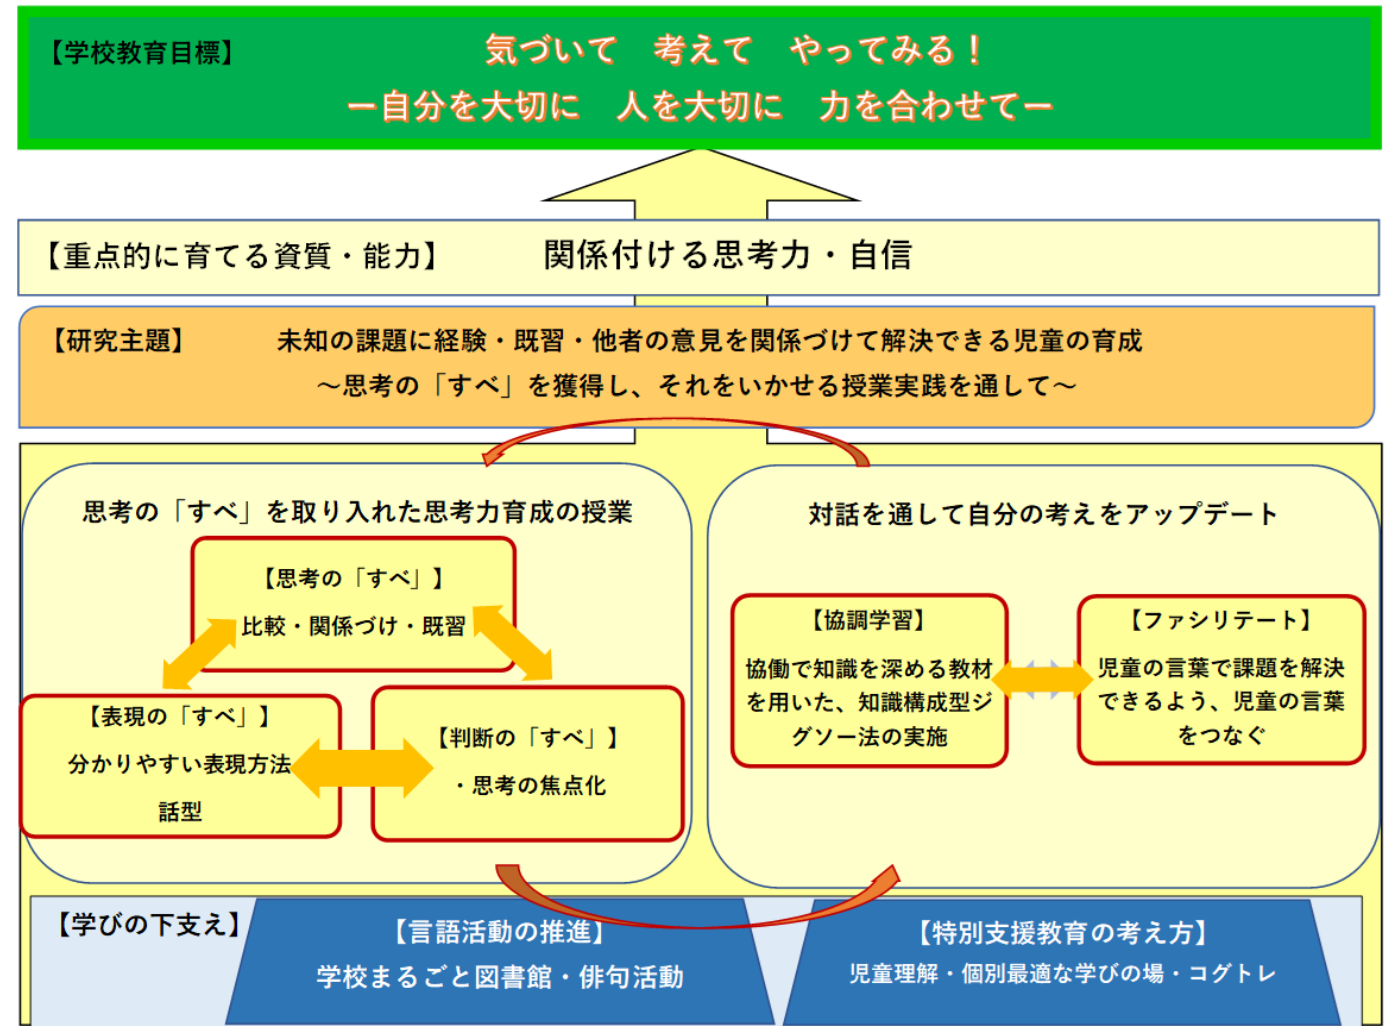 【学校教育目標】
気づいて　考えて　やってみる！
ー自分を大切に　人を大切に　力を合わせてー
【重点的に育てる資質・能力】　関係付ける思考力・自信
【研究主題】　未知の課題に経験・既習・他者の意見を関係づけて解決できる児童の育成
～思考の「すべ」を獲得し、それをいかせる授業実践を通して～
思考の「すべ」を取り入れた思考力育成の授業
【思考の「すべ」】
比較・関係づけ・既習
【表現の「すべ」】
分かりやすい表現方法
話型
【判断の「すべ」】
・思考の焦点化
対話を通して自分の考えをアップデート
【協調学習】
協働で知識を深める教材
を用いた、知識構成型ジ
グソー法の実施
【ファシリテート】
児童の言葉で課題を解決
できるよう、児童の言葉
をつなぐ
【学びの下支え】
【言語活動の推進】
学校まるごと図書館・俳句活動
【特別支援教育の考え方】
児童理解・個別最適な学びの場・コグトレ